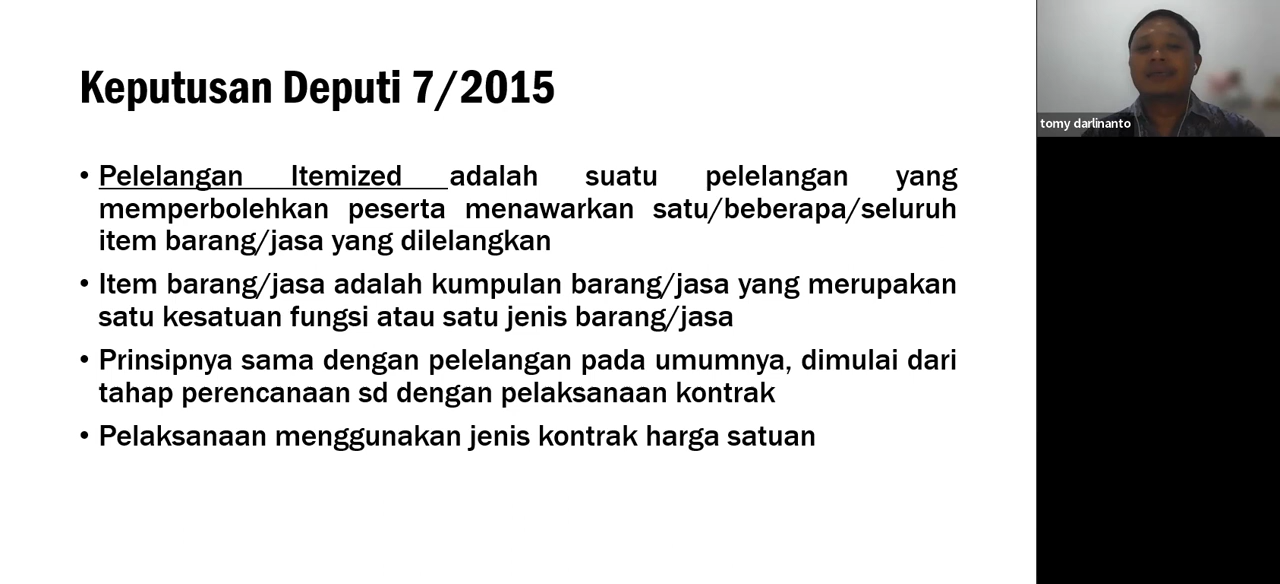 Keputusan Deputi 7/2015
• Pelelangan Itemized adalah suatu pelelangan yang
memperbolehkan peserta menawarkan satu/beberapa/seluruh
item barang/jasa yang dilelangkan
• Item barang/jasa adalah kumpulan barang/jasa yang merupakan
satu kesatuan fungsi atau satu jenis barang/jasa
• Prinsipnya sama dengan pelelangan pada umumnya, dimulai dari
tahap perencanaan sd dengan pelaksanaan kontrak
• Pelaksanaan menggunakan jenis kontrak harga satuan
tomy darlinanto